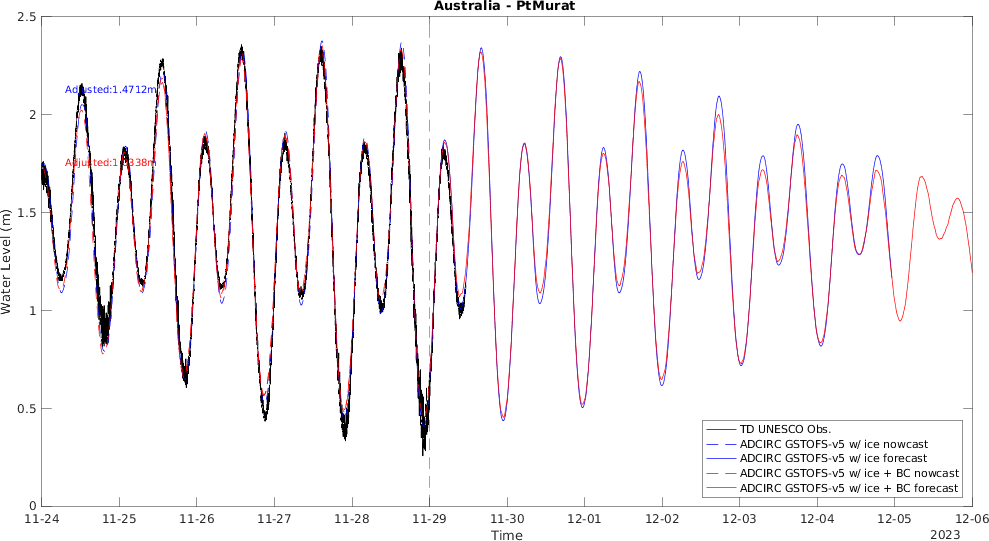 Australia - PtMurat
2.5
2
1.5
1
0.5
0
Water Level (m)
Adjusted:1.4712m
TD UNESCO Obs.
ADCIRC GSTOFS-v5 w/ ice nowcast
ADCIRC GSTOFS-v5 w/ ice forecast
ADCIRC GSTOFS-v5 w/ ice + BC nowcast
ADCIRC GSTOFS-v5 w/ ice + BC forecast
11-24 11-25 11-26 11-27 11-28 11-29 11-30 12-01 12-02 12-03 12-04 12-05 12-06
Time
2023